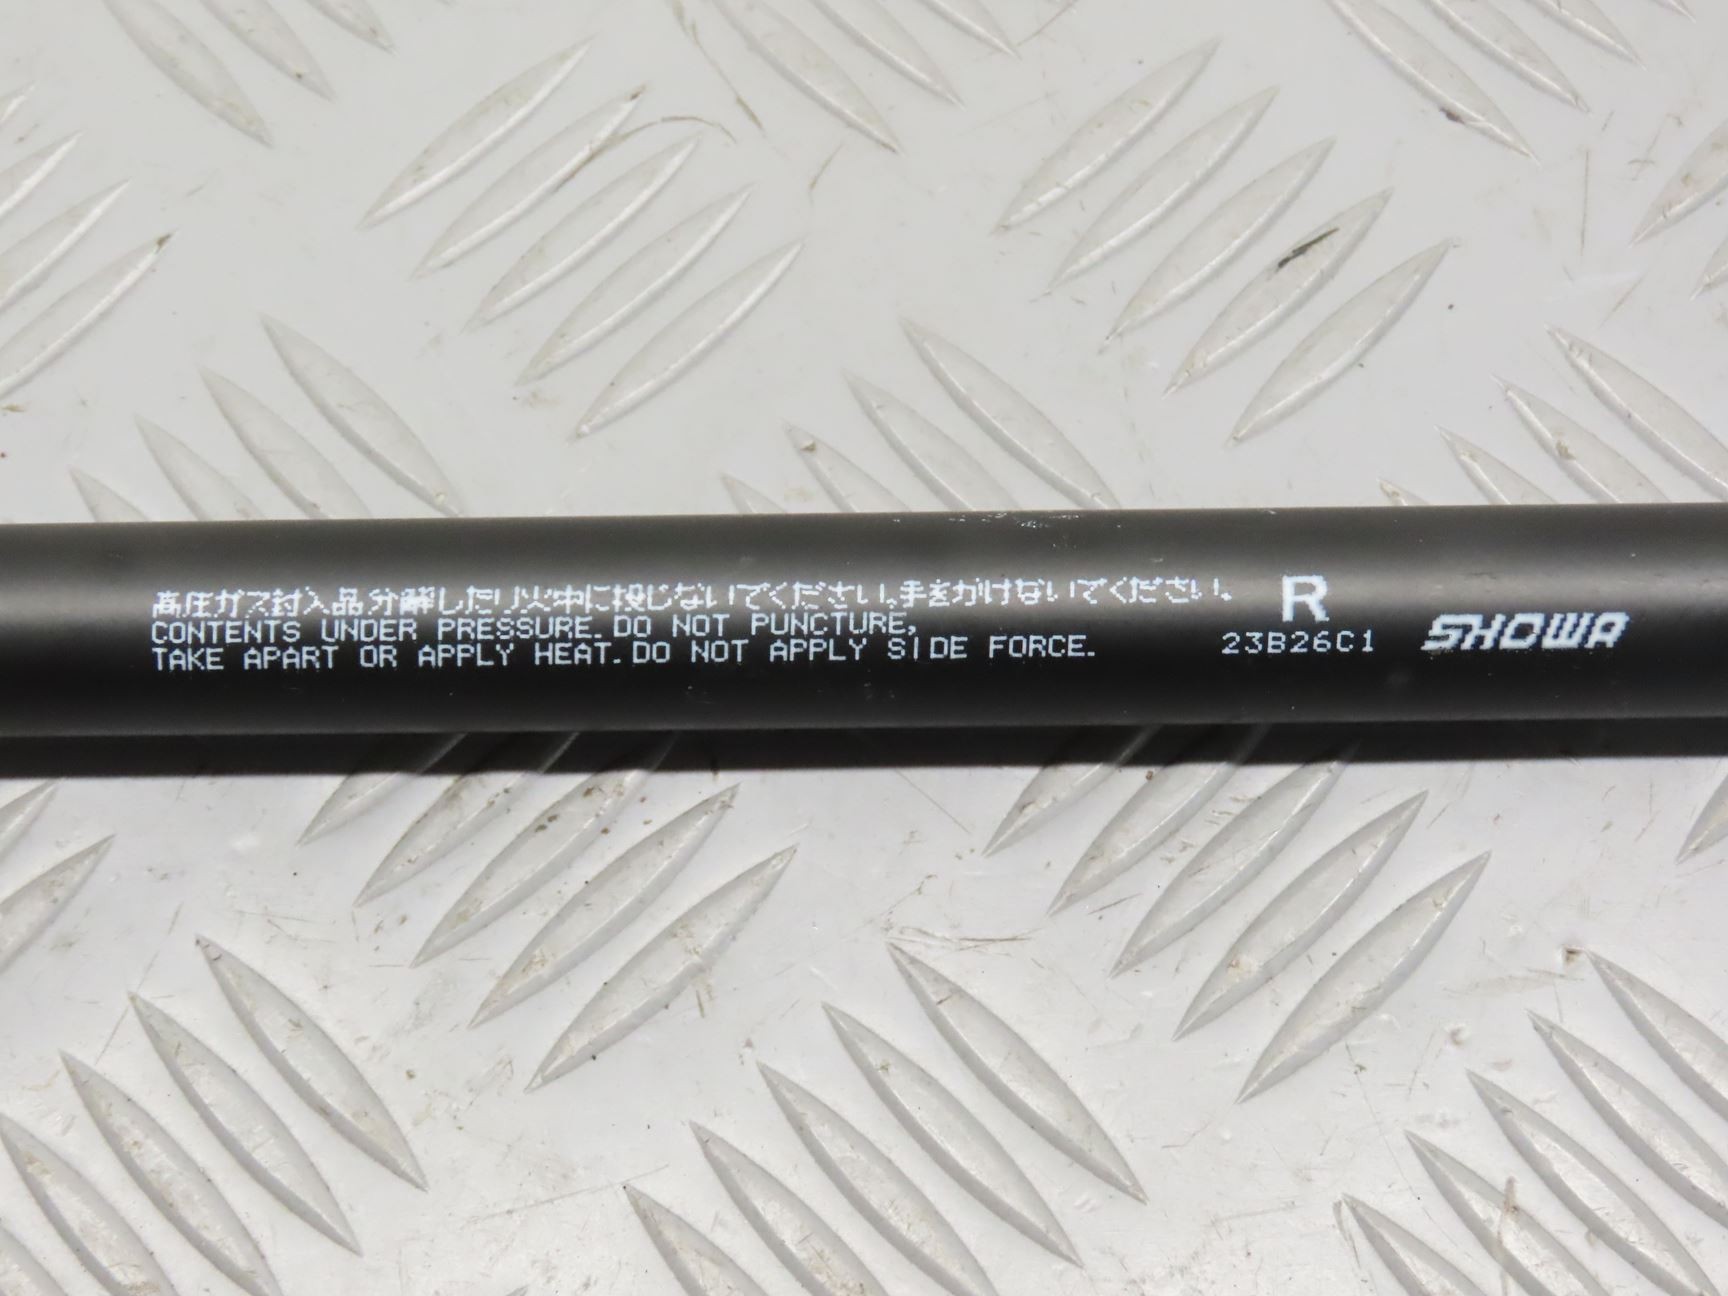 高圧ガス封入品分解したり火中に投じないでください。手をかけないでください。
CONTENTS UNDER PRESSURE. DO NOT PUNCTURE,
TAKE APART OR APPLY HEAT. DO NOT APPLY SIDE FORCE.
R
23B26C1
SHOWA